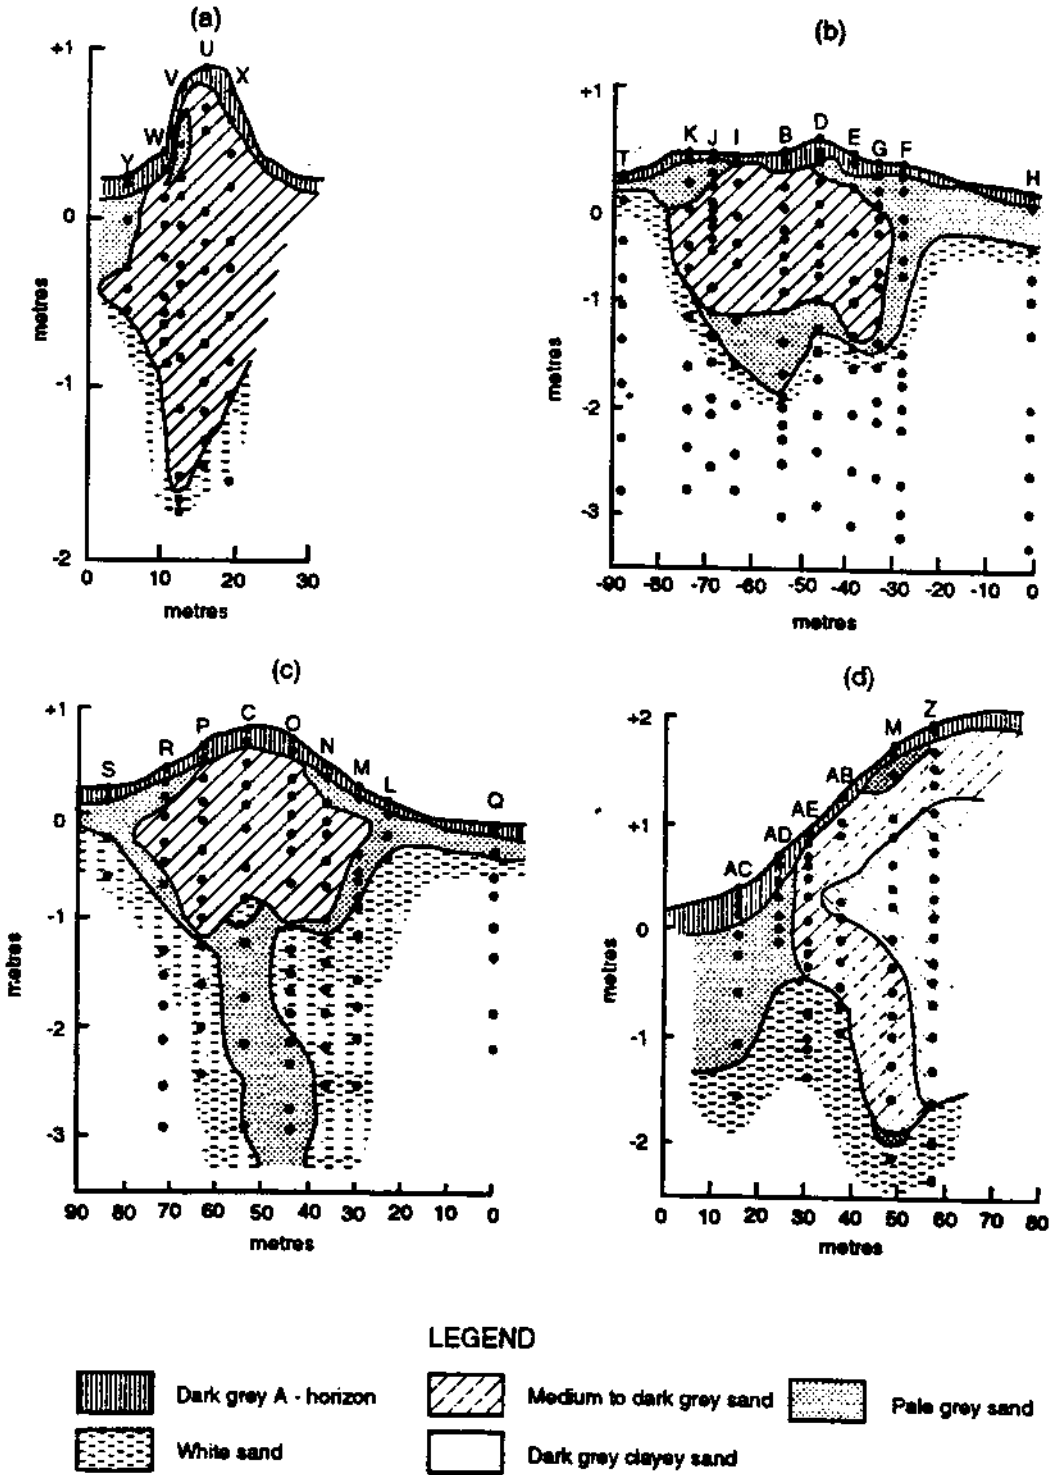 (a)
+1
U
V
X
W
Y
0
metres
-1
-2
0 10 20 30
metres
(b)
+1
D
K J I B E G F
T
H
0
-1
metres
-2
-3
-90 -80 -70 -60 -50 -40 -30 -20 -10 0
metres
(c)
+1
C
P O
R N
S M L
Q
0
-1
metres
-2
-3
90 80 70 60 50 40 30 20 10 0
metres
(d)
+2
Z
M
AB
+1
AE
AD
AC
0
metres
-1
-2
0 10 20 30 40 50 60 70 80
metres
LEGEND
Dark grey A - horizon
Medium to dark grey sand
Pale grey sand
White sand
Dark grey clayey sand